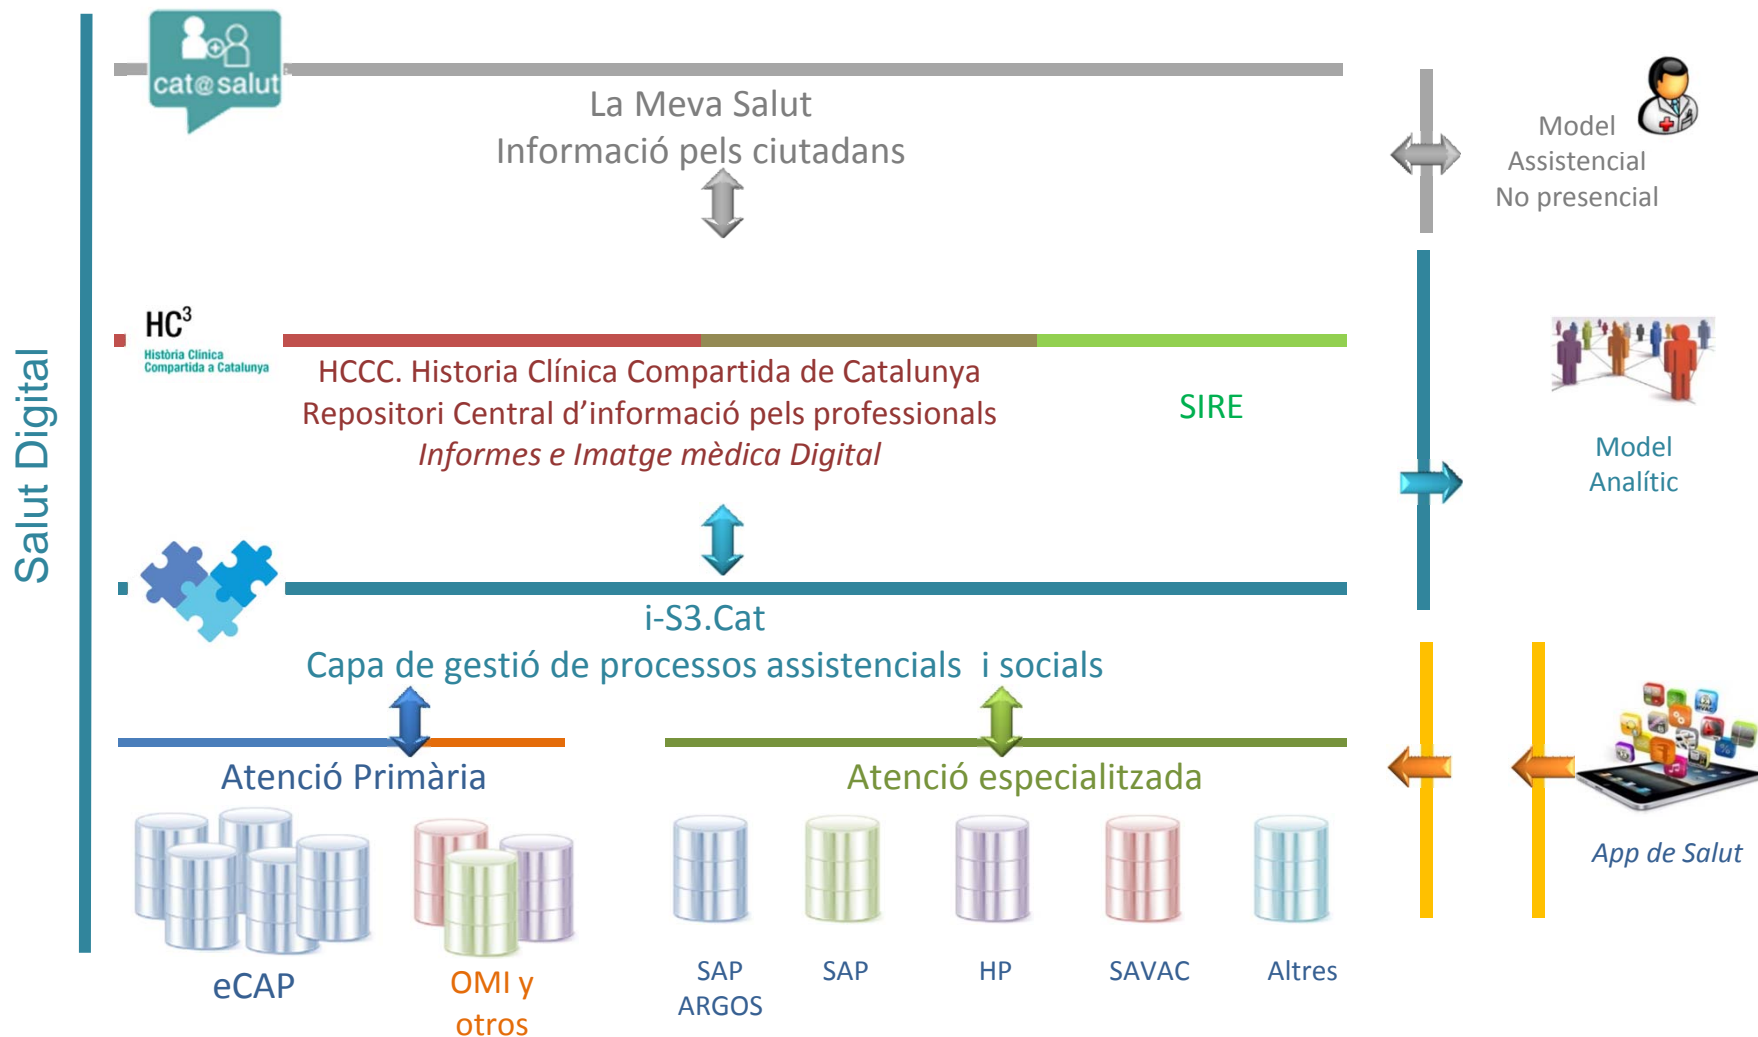 Salut Digital
cat@salut
La Meva Salut
Informació pels ciutadans
Model
Assistencial
No presencial
HC3
Història Clínica
Compartida a Catalunya
HCCC. Historia Clínica Compartida de Catalunya
Repositori Central d’informació pels professionals
Informes e Imatge mèdica Digital
SIRE
Model
Analític
i-S3.Cat
Capa de gestió de processos assistencials i socials
Atenció Primària
Atenció especialitzada
App de Salut
eCAP
OMI y
otros
SAP
ARGOS
SAP
HP
SAVAC
Altres